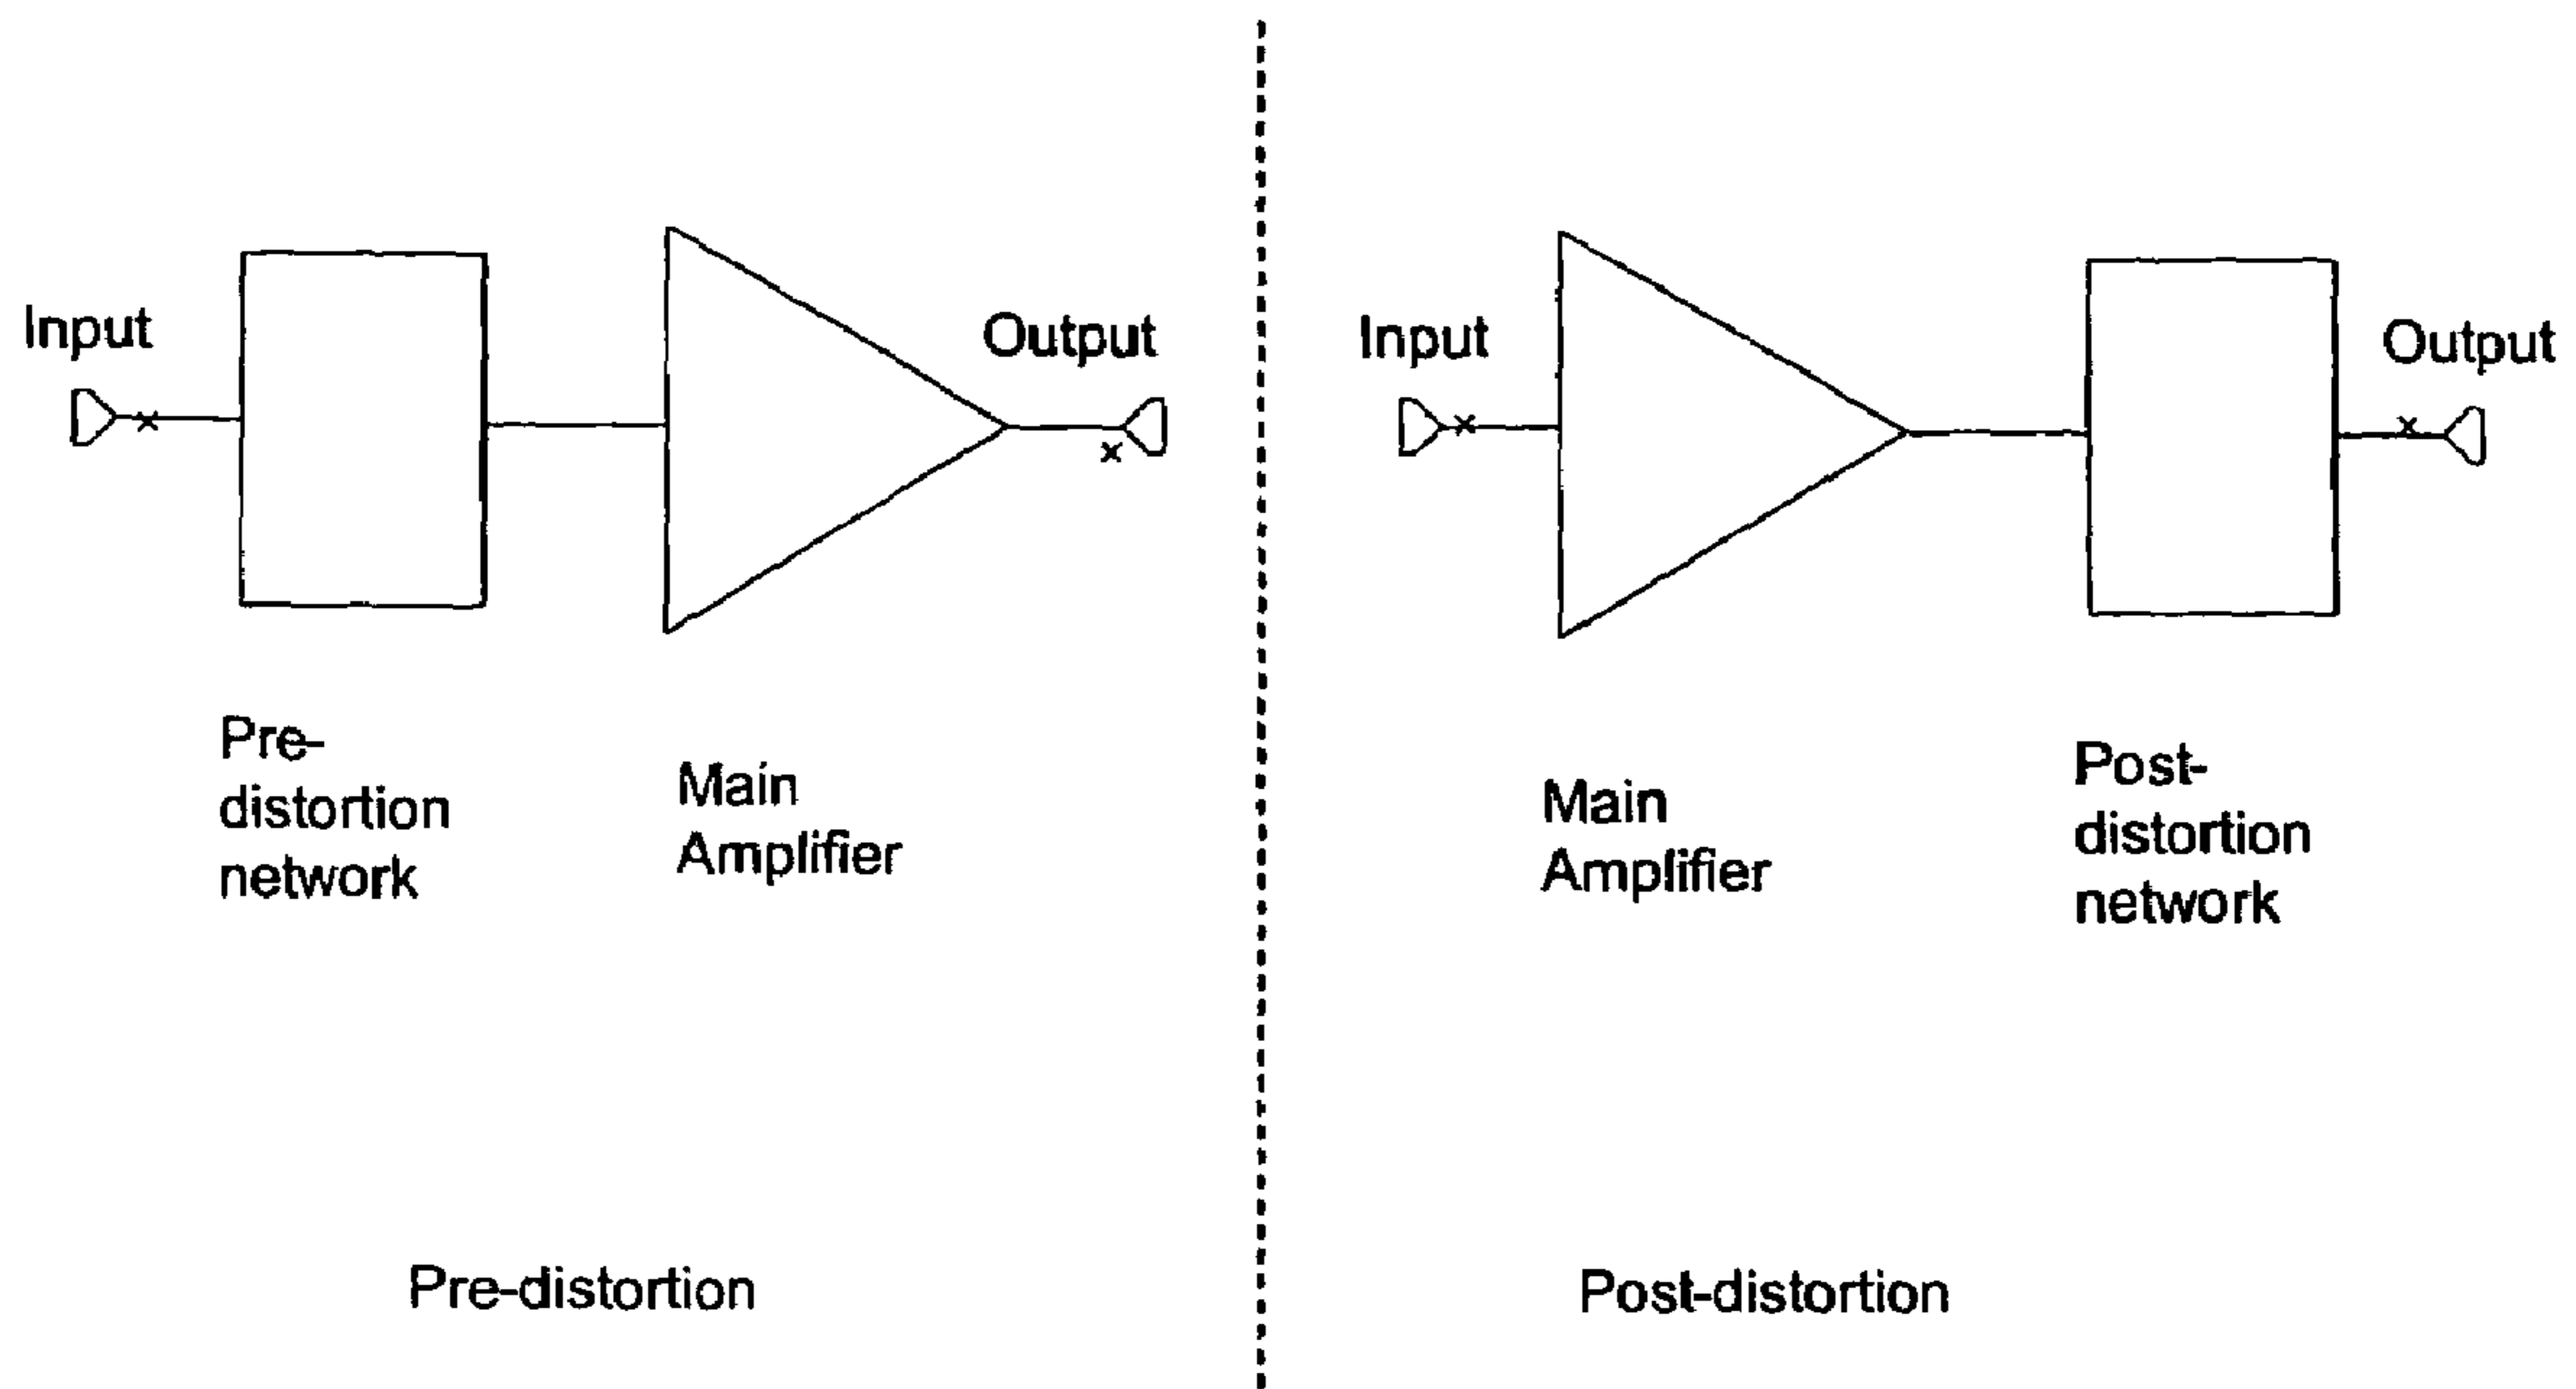 Input
Output
Pre-
distortion
network
Main
Amplifier
Pre-distortion
Input
Output
Main
Amplifier
Post-
distortion
network
Post-distortion